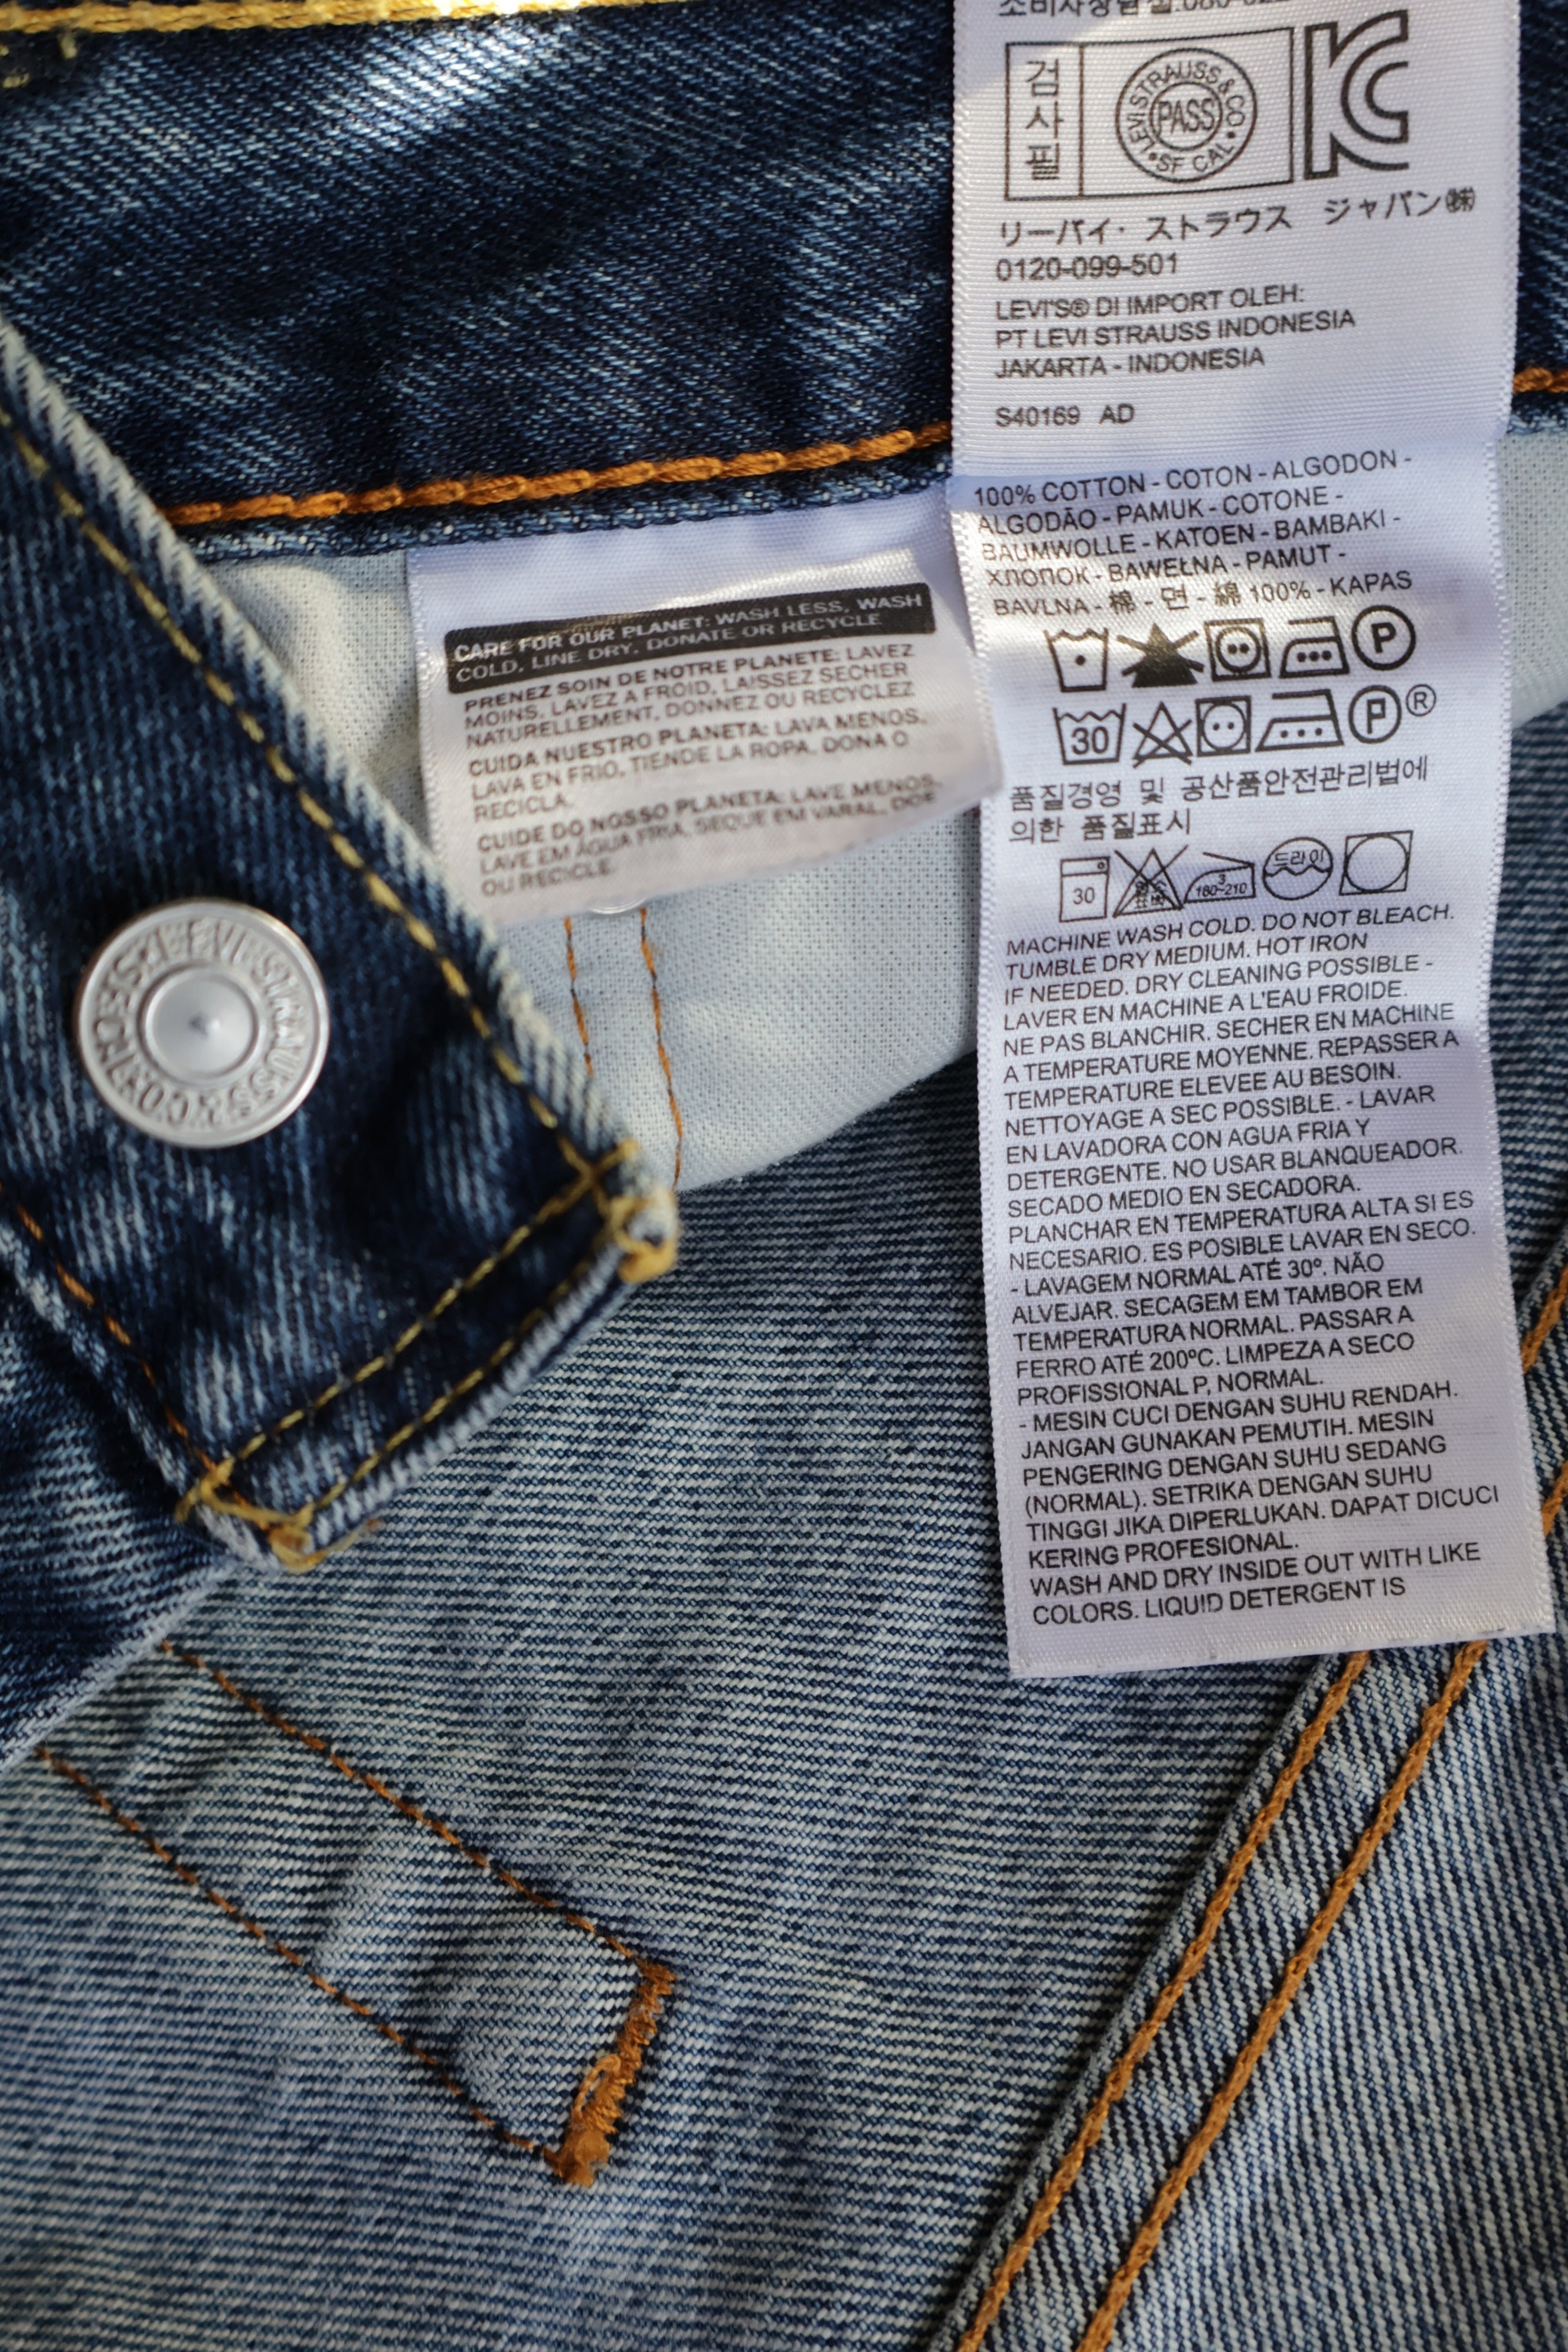 검
사
필
LEVI STRAUSS & CO
PASS
•SF CAL•
リーバイ・ストラウス ジャパン㈱
0120-099-501
LEVI'S® DI IMPORT OLEH:
PT LEVI STRAUSS INDONESIA
JAKARTA - INDONESIA
S40169 AD
100% COTTON - COTON - ALGODON -
ALGODÃO - PAMUK - COTONE -
BAUMWOLLE - KATOEN - BAMBAKI -
ХЛОПОК - BAWEŁNA - PAMUT -
BAVLNA - 棉 - 면 - 綿 100% - KAPAS
P
30
P®
품질경영 및 공산품안전관리법에
의한 품질표시
30
3
180~210
드라이
MACHINE WASH COLD. DO NOT BLEACH.
TUMBLE DRY MEDIUM. HOT IRON
IF NEEDED. DRY CLEANING POSSIBLE -
LAVER EN MACHINE A L'EAU FROIDE.
NE PAS BLANCHIR. SECHER EN MACHINE
A TEMPERATURE MOYENNE. REPASSER A
TEMPERATURE ELEVEE AU BESOIN.
NETTOYAGE A SEC POSSIBLE. - LAVAR
EN LAVADORA CON AGUA FRIA Y
DETERGENTE. NO USAR BLANQUEADOR.
SECADO MEDIO EN SECADORA.
PLANCHAR EN TEMPERATURA ALTA SI ES
NECESARIO. ES POSIBLE LAVAR EN SECO.
- LAVAGEM NORMAL ATÉ 30º. NÃO
ALVEJAR. SECAGEM EM TAMBOR EM
TEMPERATURA NORMAL. PASSAR A
FERRO ATÉ 200ºC. LIMPEZA A SECO
PROFISSIONAL P, NORMAL.
- MESIN CUCI DENGAN SUHU RENDAH.
JANGAN GUNAKAN PEMUTIH. MESIN
PENGERING DENGAN SUHU SEDANG
(NORMAL). SETRIKA DENGAN SUHU
TINGGI JIKA DIPERLUKAN. DAPAT DICUCI
KERING PROFESIONAL.
WASH AND DRY INSIDE OUT WITH LIKE
COLORS. LIQUID DETERGENT IS
CARE FOR OUR PLANET: WASH LESS, WASH
COLD, LINE DRY, DONATE OR RECYCLE
PRENEZ SOIN DE NOTRE PLANETE: LAVEZ
MOINS, LAVEZ A FROID, LAISSEZ SECHER
NATURELLEMENT, DONNEZ OU RECYCLEZ
CUIDA NUESTRO PLANETA: LAVA MENOS,
LAVA EN FRIO, TIENDE LA ROPA, DONA O
RECICLA.
CUIDE DO NOSSO PLANETA: LAVE MENOS,
LAVE EM ÁGUA FRIA, SEQUE EM VARAL, DOE
OU RECICLE.
LEVI STRAUSS & CO